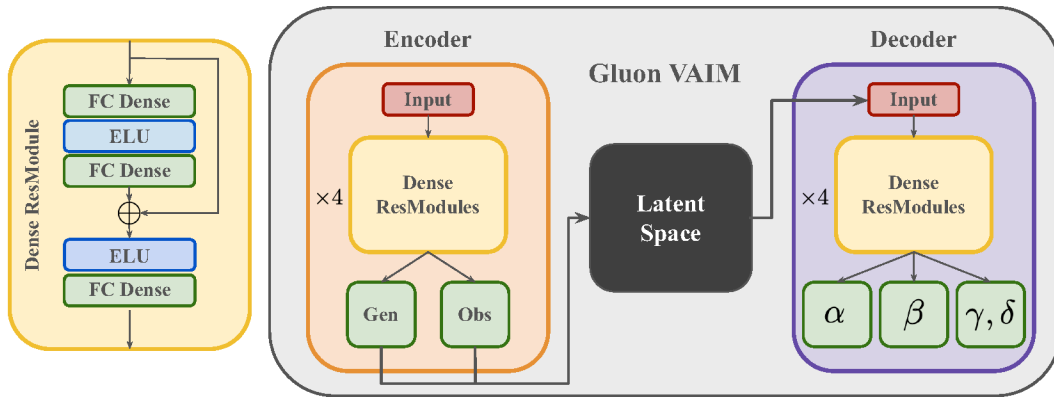 Dense ResModule
FC Dense
ELU
FC Dense
ELU
FC Dense
Gluon VAIM
Encoder
Input
×4
Dense
ResModules
Gen
Obs
Latent
Space
Decoder
Input
×4
Dense
ResModules
α
β
γ, δ